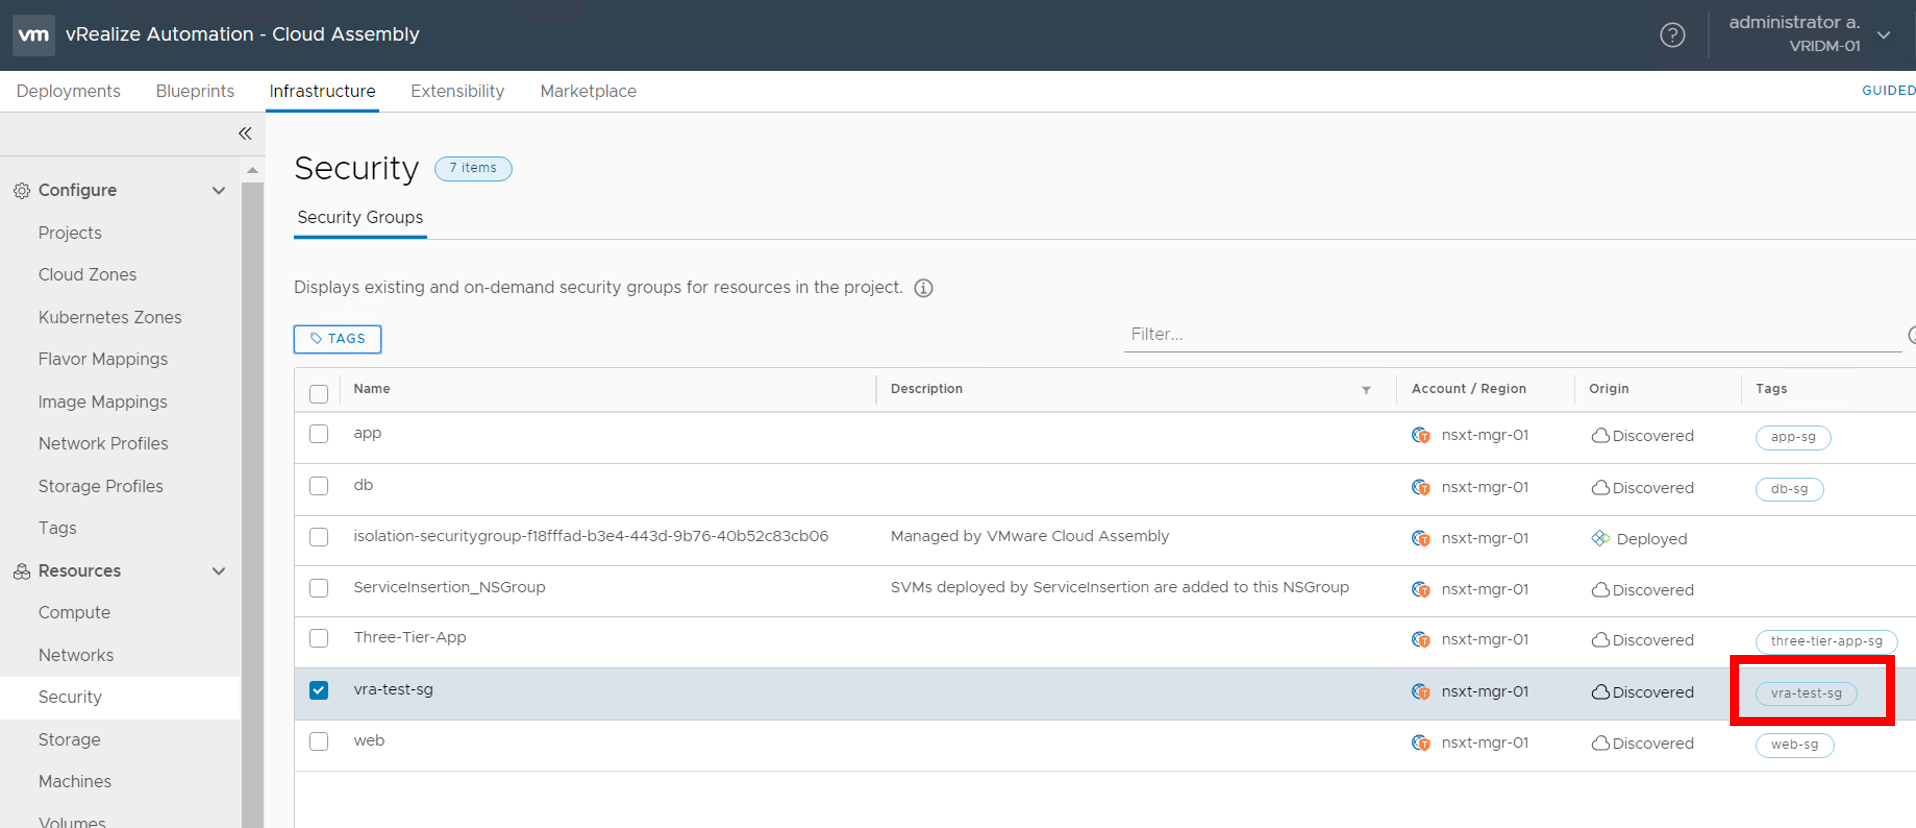 vm vRealize Automation - Cloud Assembly
administrator a.
VRIDM-01
Deployments Blueprints Infrastructure Extensibility Marketplace GUIDED
Configure
Projects
Cloud Zones
Kubernetes Zones
Flavor Mappings
Image Mappings
Network Profiles
Storage Profiles
Tags
Resources
Compute
Networks
Security
Storage
Machines
Volumes
Security 7 items
Security Groups
Displays existing and on-demand security groups for resources in the project.
TAGS
Filter...
Name Description Account / Region Origin Tags
app nsxt-mgr-01 Discovered app-sg
db nsxt-mgr-01 Discovered db-sg
isolation-securitygroup-f18fffad-b3e4-443d-9b76-40b52c83cb06 Managed by VMware Cloud Assembly nsxt-mgr-01 Deployed
ServiceInsertion_NSGroup SVMs deployed by ServiceInsertion are added to this NSGroup nsxt-mgr-01 Discovered
Three-Tier-App nsxt-mgr-01 Discovered three-tier-app-sg
vra-test-sg nsxt-mgr-01 Discovered vra-test-sg
web nsxt-mgr-01 Discovered web-sg